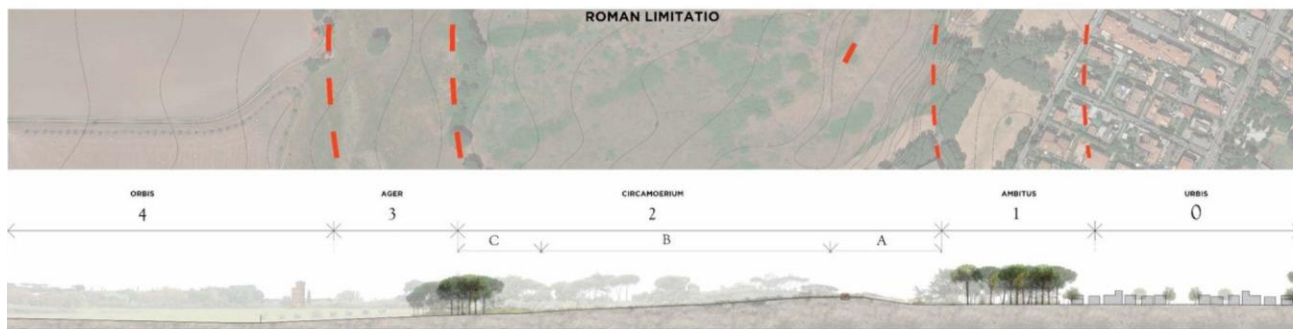 ROMAN LIMITATIO
ORBIS AGER CIRCAMOERIUM AMBITUS URBIS
4 3 2 1 0
C B A